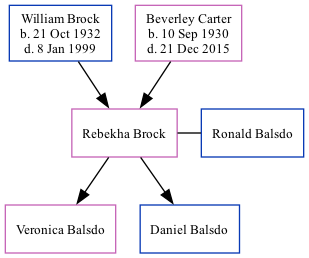 William Brock
b. 21 Oct 1932
d. 8 Jan 1999
Beverley Carter
b. 10 Sep 1930
d. 21 Dec 2015
Rebekha Brock
Ronald Balsdo
Veronica Balsdo
Daniel Balsdo